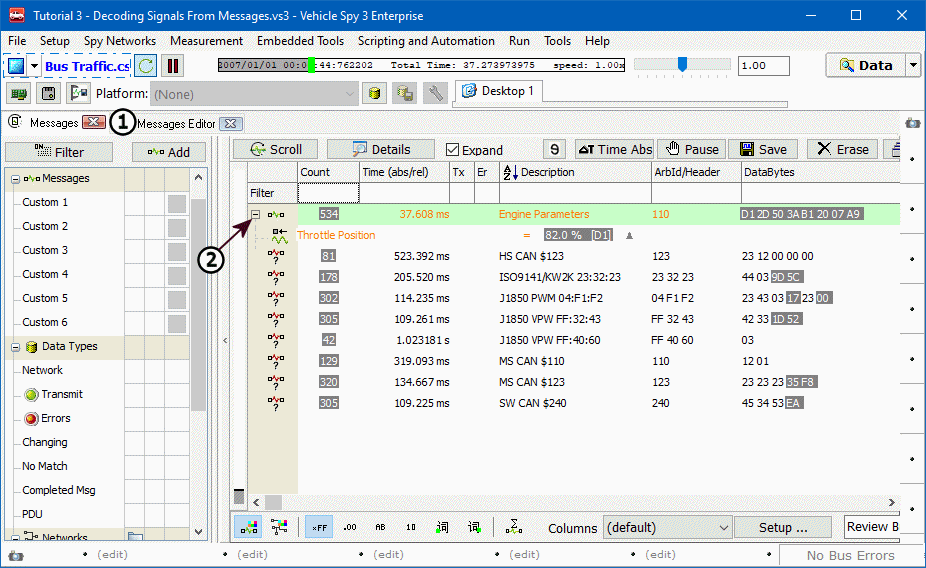 Tutorial 3 - Decoding Signals From Messages.vs3 - Vehicle Spy 3 Enterprise
File Setup Spy Networks Measurement Embedded Tools Scripting and Automation Run Tools Help
Bus Traffic.cs 2007/01/01 00:0 :44:762202 Total Time: 37.273973975 speed: 1.00x 1.00 Data
Platform: (None) Desktop 1
Messages 1 Messages Editor
Filter Add Scroll Details Expand 9 ΔT Time Abs Pause Save Erase
Count Time (abs/rel) Tx Er Description ArbId/Header DataBytes
Filter
Messages
Custom 1
Custom 2
Custom 3
Custom 4
Custom 5
Custom 6
Data Types
Network
Transmit
Errors
Changing
No Match
Completed Msg
PDU
Networks
534 37.608 ms Engine Parameters 110 D1 2D 50 3A B1 20 07 A9
Throttle Position = 82.0 % [D1]
2
81 523.392 ms HS CAN $123 123 23 12 00 00 00
178 205.520 ms ISO9141/KW2K 23:32:23 23 32 23 44 03 9D 5C
302 114.235 ms J1850 PWM 04:F1:F2 04 F1 F2 23 43 03 17 23 00
305 109.261 ms J1850 VPW FF:32:43 FF 32 43 42 33 1D 52
42 1.023181 s J1850 VPW FF:40:60 FF 40 60 03
129 319.093 ms MS CAN $110 110 12 01
320 134.667 ms MS CAN $123 123 23 23 23 35 F8
305 109.225 ms SW CAN $240 240 45 34 53 EA
xFF .00 AB 10 词 词 Columns (default) Setup ... Review B
(edit) (edit) (edit) (edit) (edit) No Bus Errors